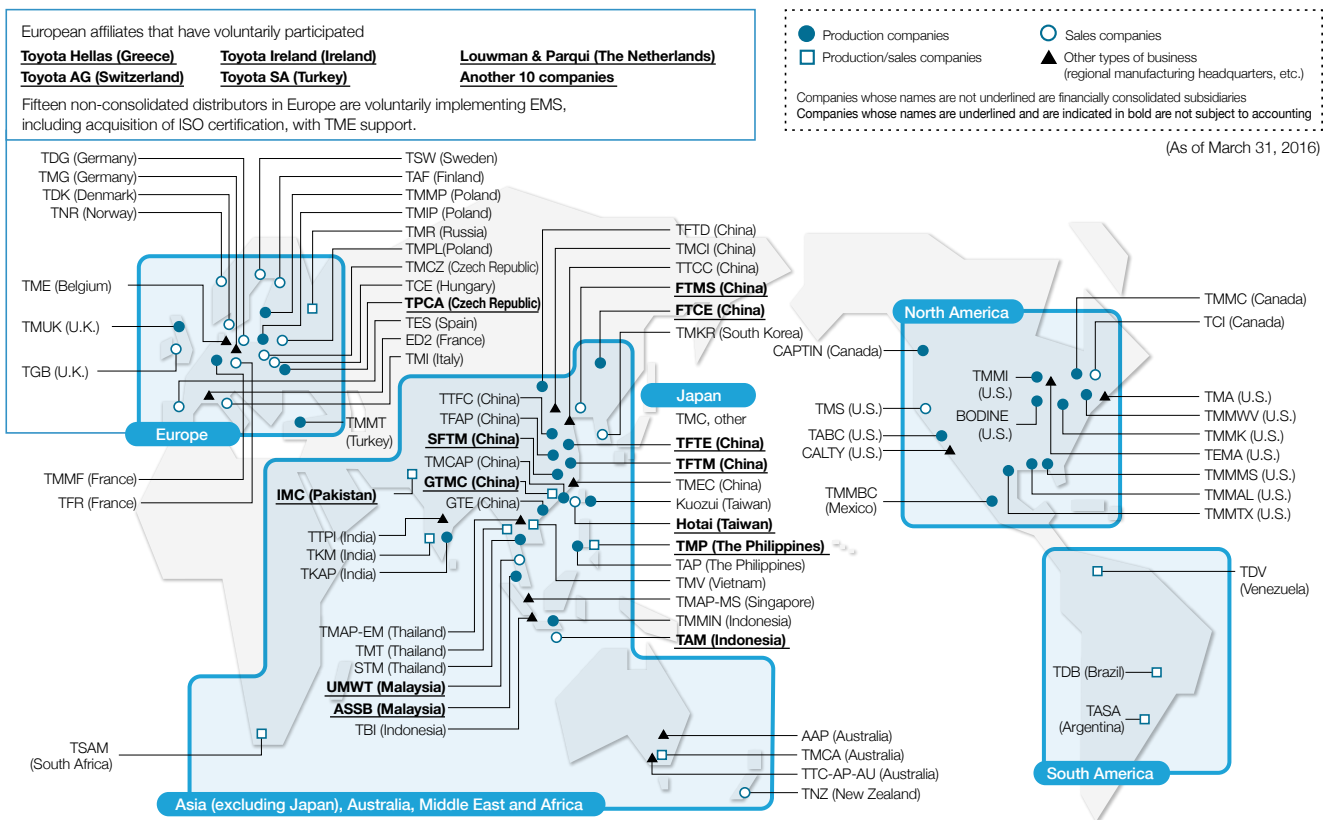 European affiliates that have voluntarily participated
Toyota Hellas (Greece)
Toyota Ireland (Ireland)
Louwman & Parqui (The Netherlands)
Toyota AG (Switzerland)
Toyota SA (Turkey)
Another 10 companies
Fifteen non-consolidated distributors in Europe are voluntarily implementing EMS,
including acquisition of ISO certification, with TME support.
Production companies
Sales companies
Production/sales companies
Other types of business
(regional manufacturing headquarters, etc.)
Companies whose names are not underlined are financially consolidated subsidiaries
Companies whose names are underlined and are indicated in bold are not subject to accounting
(As of March 31, 2016)
TDG (Germany)
TMG (Germany)
TDK (Denmark)
TNR (Norway)
TME (Belgium)
TMUK (U.K.)
TGB (U.K.)
TSW (Sweden)
TAF (Finland)
TMMP (Poland)
TMIP (Poland)
TMR (Russia)
TMPL(Poland)
TMCZ (Czech Republic)
TCE (Hungary)
TPCA (Czech Republic)
TES (Spain)
ED2 (France)
TMI (Italy)
TMMT
(Turkey)
Europe
TMMF (France)
TFR (France)
TFTD (China)
TMCI (China)
TTCC (China)
FTMS (China)
FTCE (China)
TMKR (South Korea)
Japan
TMC, other
TTFC (China)
TFAP (China)
SFTM (China)
TMCAP (China)
GTMC (China)
GTE (China)
IMC (Pakistan)
TTPI (India)
TKM (India)
TKAP (India)
TFTE (China)
TFTM (China)
TMEC (China)
Kuozui (Taiwan)
Hotai (Taiwan)
TMP (The Philippines)
TAP (The Philippines)
TMV (Vietnam)
TMAP-MS (Singapore)
TMMIN (Indonesia)
TAM (Indonesia)
TMAP-EM (Thailand)
TMT (Thailand)
STM (Thailand)
UMWT (Malaysia)
ASSB (Malaysia)
TBI (Indonesia)
TSAM
(South Africa)
AAP (Australia)
TMCA (Australia)
TTC-AP-AU (Australia)
TNZ (New Zealand)
Asia (excluding Japan), Australia, Middle East and Africa
North America
CAPTIN (Canada)
TMS (U.S.)
TABC (U.S.)
CALTY (U.S.)
TMMBC
(Mexico)
TMMI
(U.S.)
BODINE
(U.S.)
TMMC (Canada)
TCI (Canada)
TMA (U.S.)
TMMWV (U.S.)
TMMK (U.S.)
TEMA (U.S.)
TMMMS (U.S.)
TMMAL (U.S.)
TMMTX (U.S.)
TDV
(Venezuela)
TDB (Brazil)
TASA
(Argentina)
South America